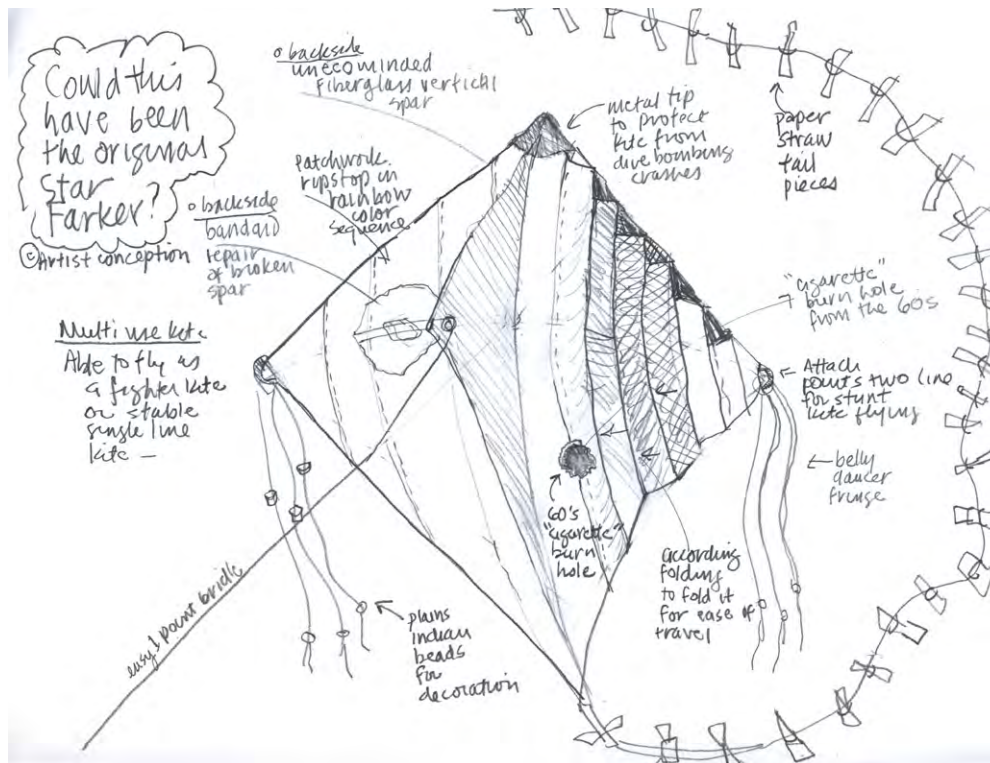 Could this
have been
the original
Star
Farker?
© Artist conception
o backside
unecominded
Fiberglass vertichl
spar
patchwork
ripstop in
rainbow
color
sequence
o backside
bandaid
repair
of broken
spar
Multi use kite
Able to fly as
a fighter kite
or stable
single line
kite —
metal tip
to protect
kite from
dive bombing
crashes
paper
straw
tail
pieces
"cigarette"
burn hole
from the 60s
Attach
points two line
for stunt
kite flying
belly
dancer
fringe
60's
"cigarette"
burn
hole
according
folding
to fold it
for ease of
travel
plains
indian
beads
for
decoration
easy 1 point bridle